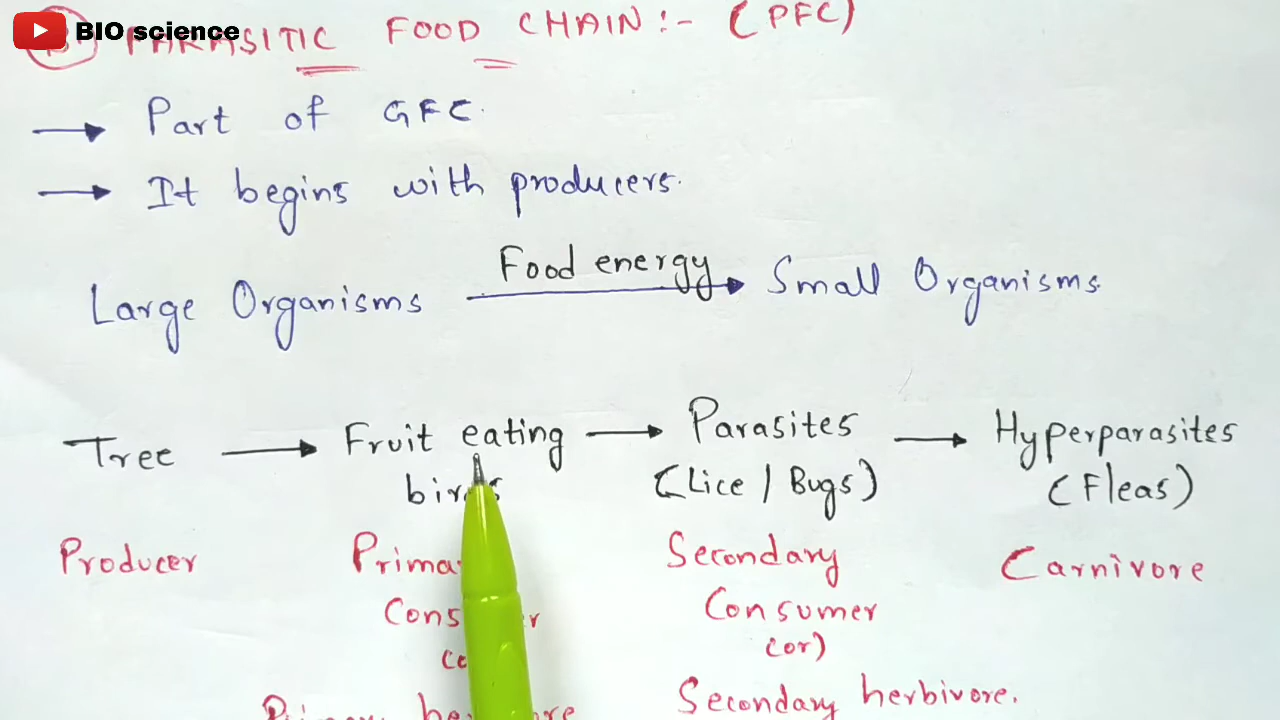 BIO science
PARASITIC FOOD CHAIN :- (PFC)
→ Part of GFC.
→ It begins with producers.
Food energy
Large Organisms → Small Organisms.
Tree → Fruit eating → Parasites → Hyperparasites
(Lice / Bugs) (Fleas)
Producer Secondary Carnivore
Consumer
(or)
Secondary herbivore.